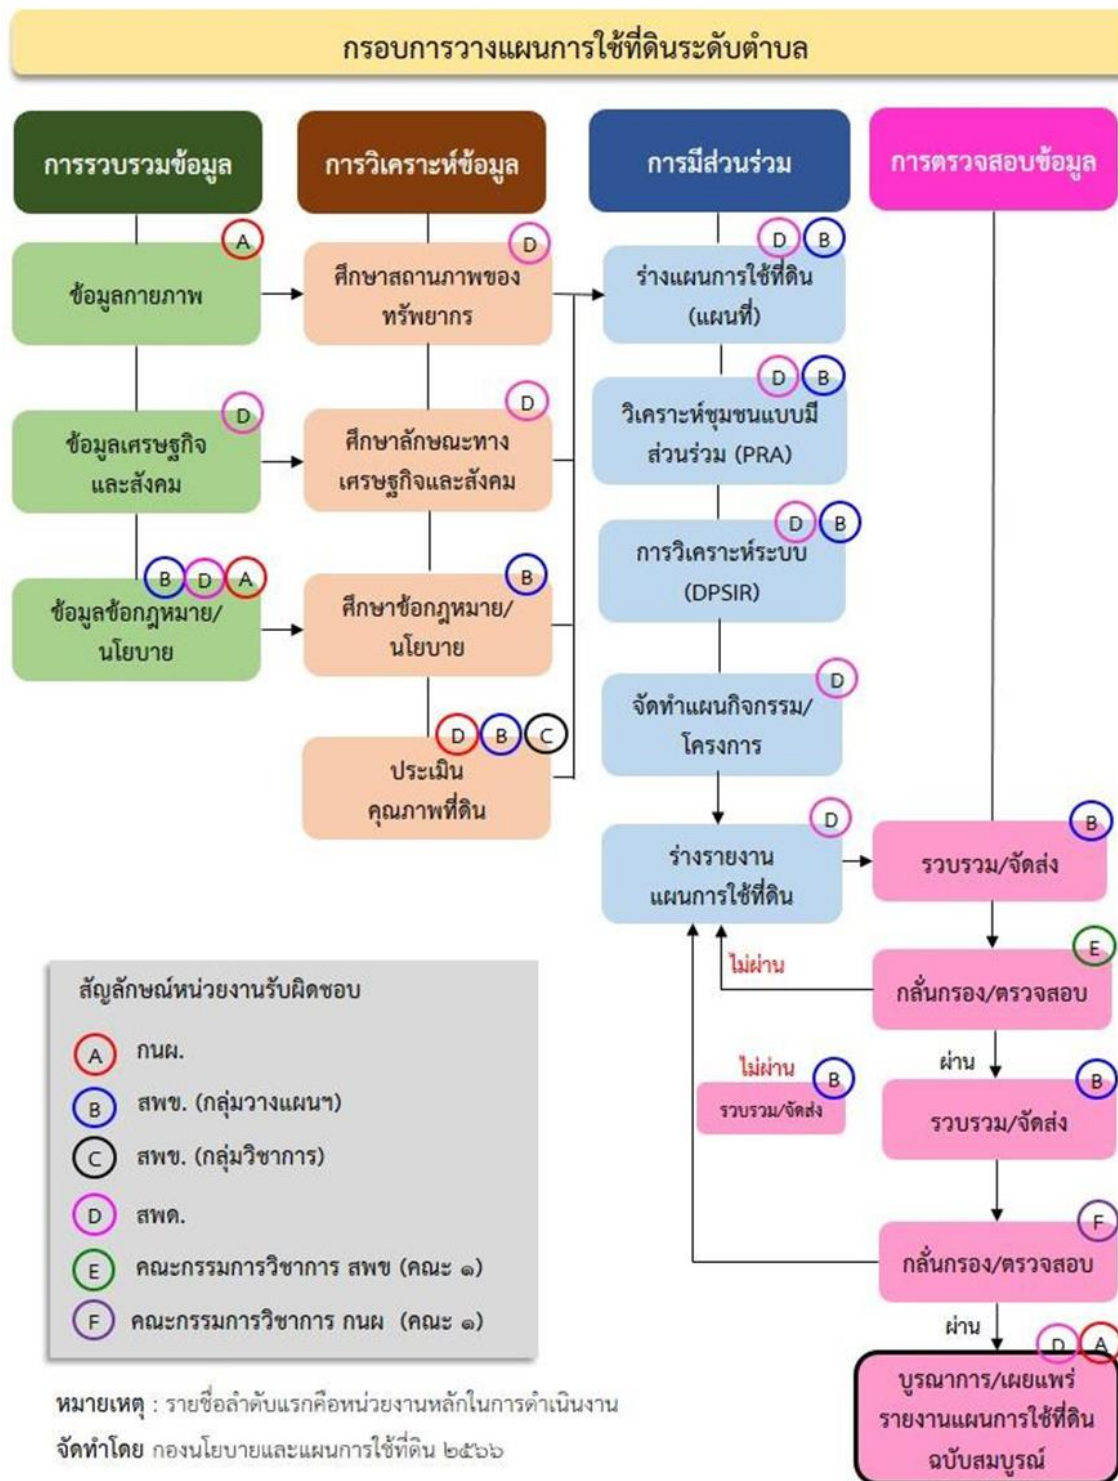 กรอบการวางแผนการใช้ที่ดินระดับตำบล
การรวบรวมข้อมูล
A
ข้อมูลกายภาพ
D
ข้อมูลเศรษฐกิจ
และสังคม
B D A
ข้อมูลข้อกฎหมาย/
นโยบาย
การวิเคราะห์ข้อมูล
D
ศึกษาสถานภาพของ
ทรัพยากร
D
ศึกษาลักษณะทาง
เศรษฐกิจและสังคม
B
ศึกษาข้อกฎหมาย/
นโยบาย
D B C
ประเมิน
คุณภาพที่ดิน
การมีส่วนร่วม
D B
ร่างแผนการใช้ที่ดิน
(แผนที่)
D B
วิเคราะห์ชุมชนแบบมี
ส่วนร่วม (PRA)
D B
การวิเคราะห์ระบบ
(DPSIR)
D
จัดทำแผนกิจกรรม/
โครงการ
D
ร่างรายงาน
แผนการใช้ที่ดิน
การตรวจสอบข้อมูล
B
รวบรวม/จัดส่ง
E
กลั่นกรอง/ตรวจสอบ
ไม่ผ่าน
ผ่าน
B
รวบรวม/จัดส่ง
ไม่ผ่าน
B
รวบรวม/จัดส่ง
F
กลั่นกรอง/ตรวจสอบ
ผ่าน
D A
บูรณาการ/เผยแพร่
รายงานแผนการใช้ที่ดิน
ฉบับสมบูรณ์
สัญลักษณ์หน่วยงานรับผิดชอบ
A กนผ.
B สพข. (กลุ่มวางแผนฯ)
C สพข. (กลุ่มวิชาการ)
D สพด.
E คณะกรรมการวิชาการ สพข (คณะ ๑)
F คณะกรรมการวิชาการ กนผ (คณะ ๑)
หมายเหตุ : รายชื่อลำดับแรกคือหน่วยงานหลักในการดำเนินงาน
จัดทำโดย กองนโยบายและแผนการใช้ที่ดิน ๒๕๖๖